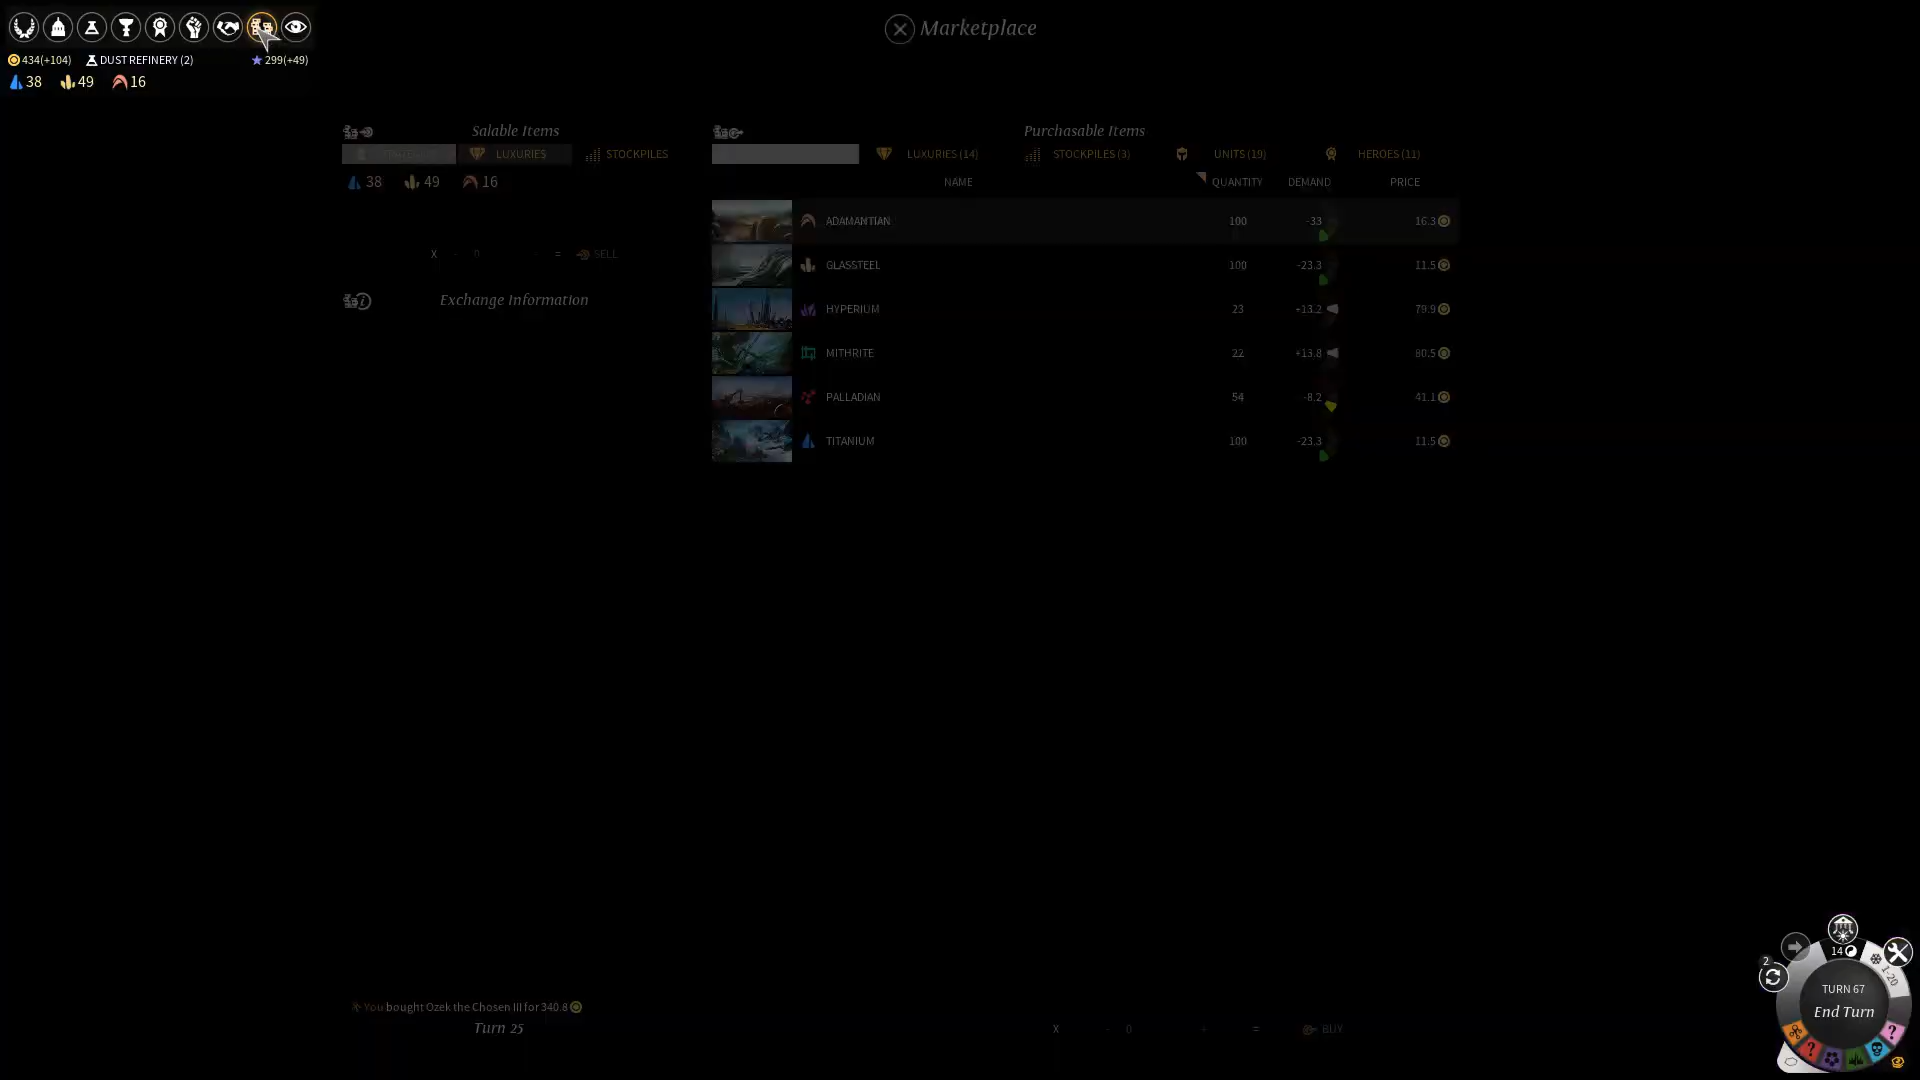 Marketplace
434(+104) DUST REFINERY (2) 299(+49)
38 49 16
Salable Items
LUXURIES STOCKPILES
38 49 16
X - 0 - = SELL
Exchange Information
Purchasable Items
LUXURIES (14) STOCKPILES (3) UNITS (19) HEROES (11)
NAME QUANTITY DEMAND PRICE
ADAMANTIAN 100 -33 16.3
GLASSTEEL 100 -23.3 11.5
HYPERIUM 23 +13.2 79.9
MITHRITE 22 +13.8 80.5
PALLADIAN 54 -8.2 41.1
TITANIUM 100 -23.3 11.5
You bought Ozek the Chosen III for 340.8
Turn 25
X - 0 + = BUY
14
2
1-20
TURN 67
End Turn
? ?